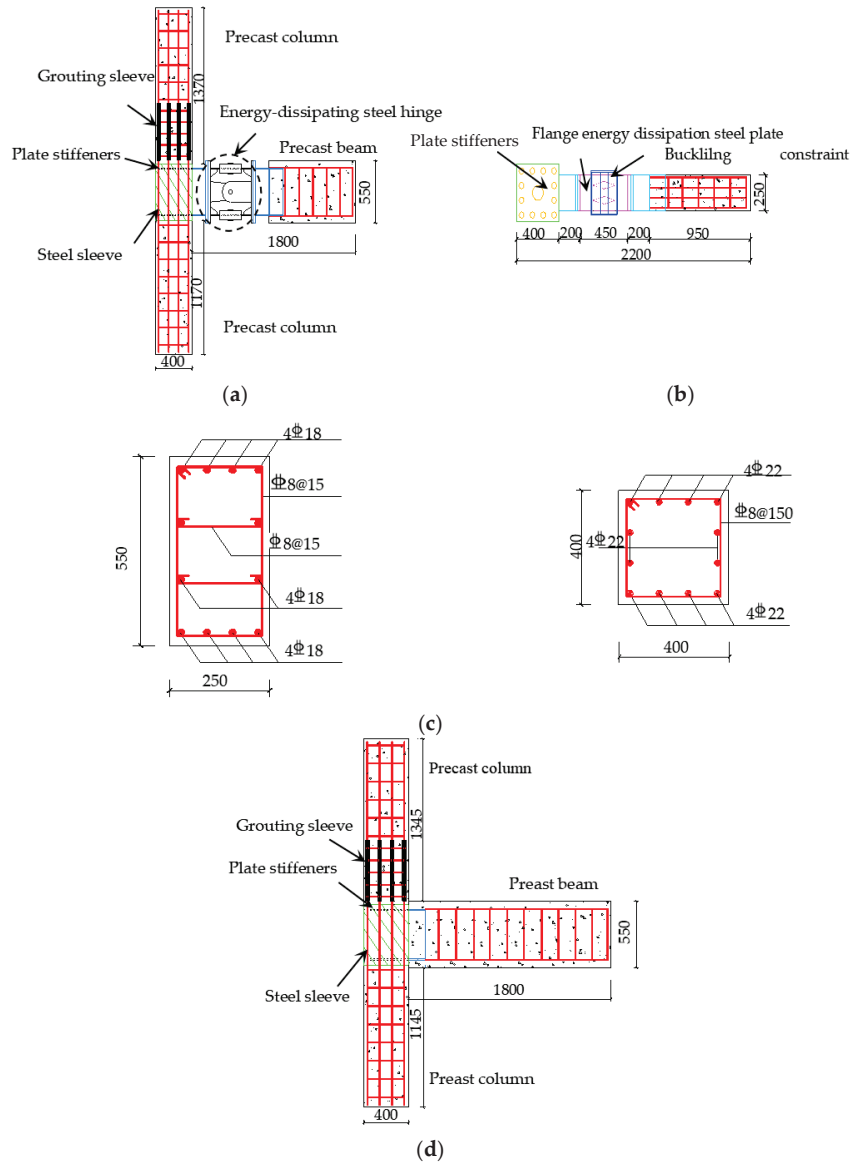 Precast column
Grouting sleeve
1370
Energy-dissipating steel hinge
Plate stiffeners
Precast beam
550
1800
Steel sleeve
1170
Precast column
400
(a)
Flange energy dissipation steel plate
Plate stiffeners
Bucklilng constraint
250
400 200 450 200 950
2200
(b)
4⏀18
⏀8@15
550
⏀8@15
4⏀18
4⏀18
250
4⏀22
⏀8@150
400
4⏀22
4⏀22
400
(c)
Precast column
1345
Grouting sleeve
Plate stiffeners
Preast beam
550
Steel sleeve
1800
1145
Preast column
400
(d)